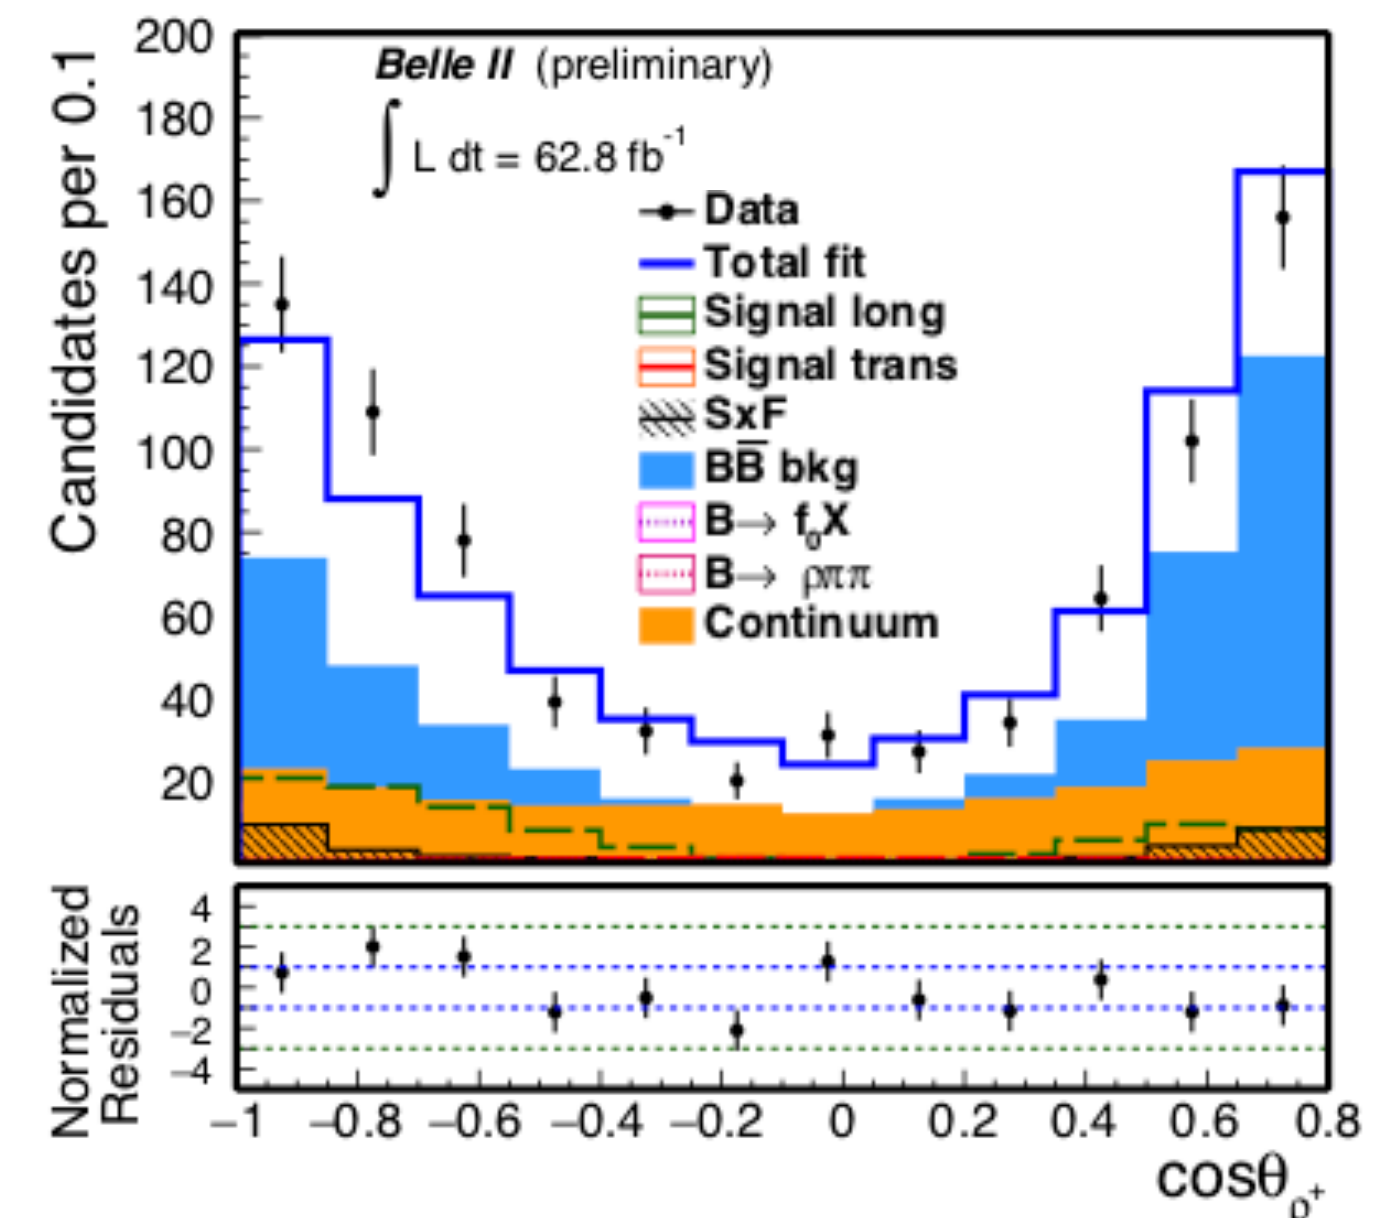 Candidates per 0.1
200
180
160
140
120
100
80
60
40
20
Belle II (preliminary)
∫ L dt = 62.8 fb⁻¹
Data
Total fit
Signal long
Signal trans
SxF
BB̅ bkg
B→ f₀X
B→ ρππ
Continuum
Normalized
Residuals
4
2
0
−2
−4
−1 −0.8 −0.6 −0.4 −0.2 0 0.2 0.4 0.6 0.8
cosθρ⁺